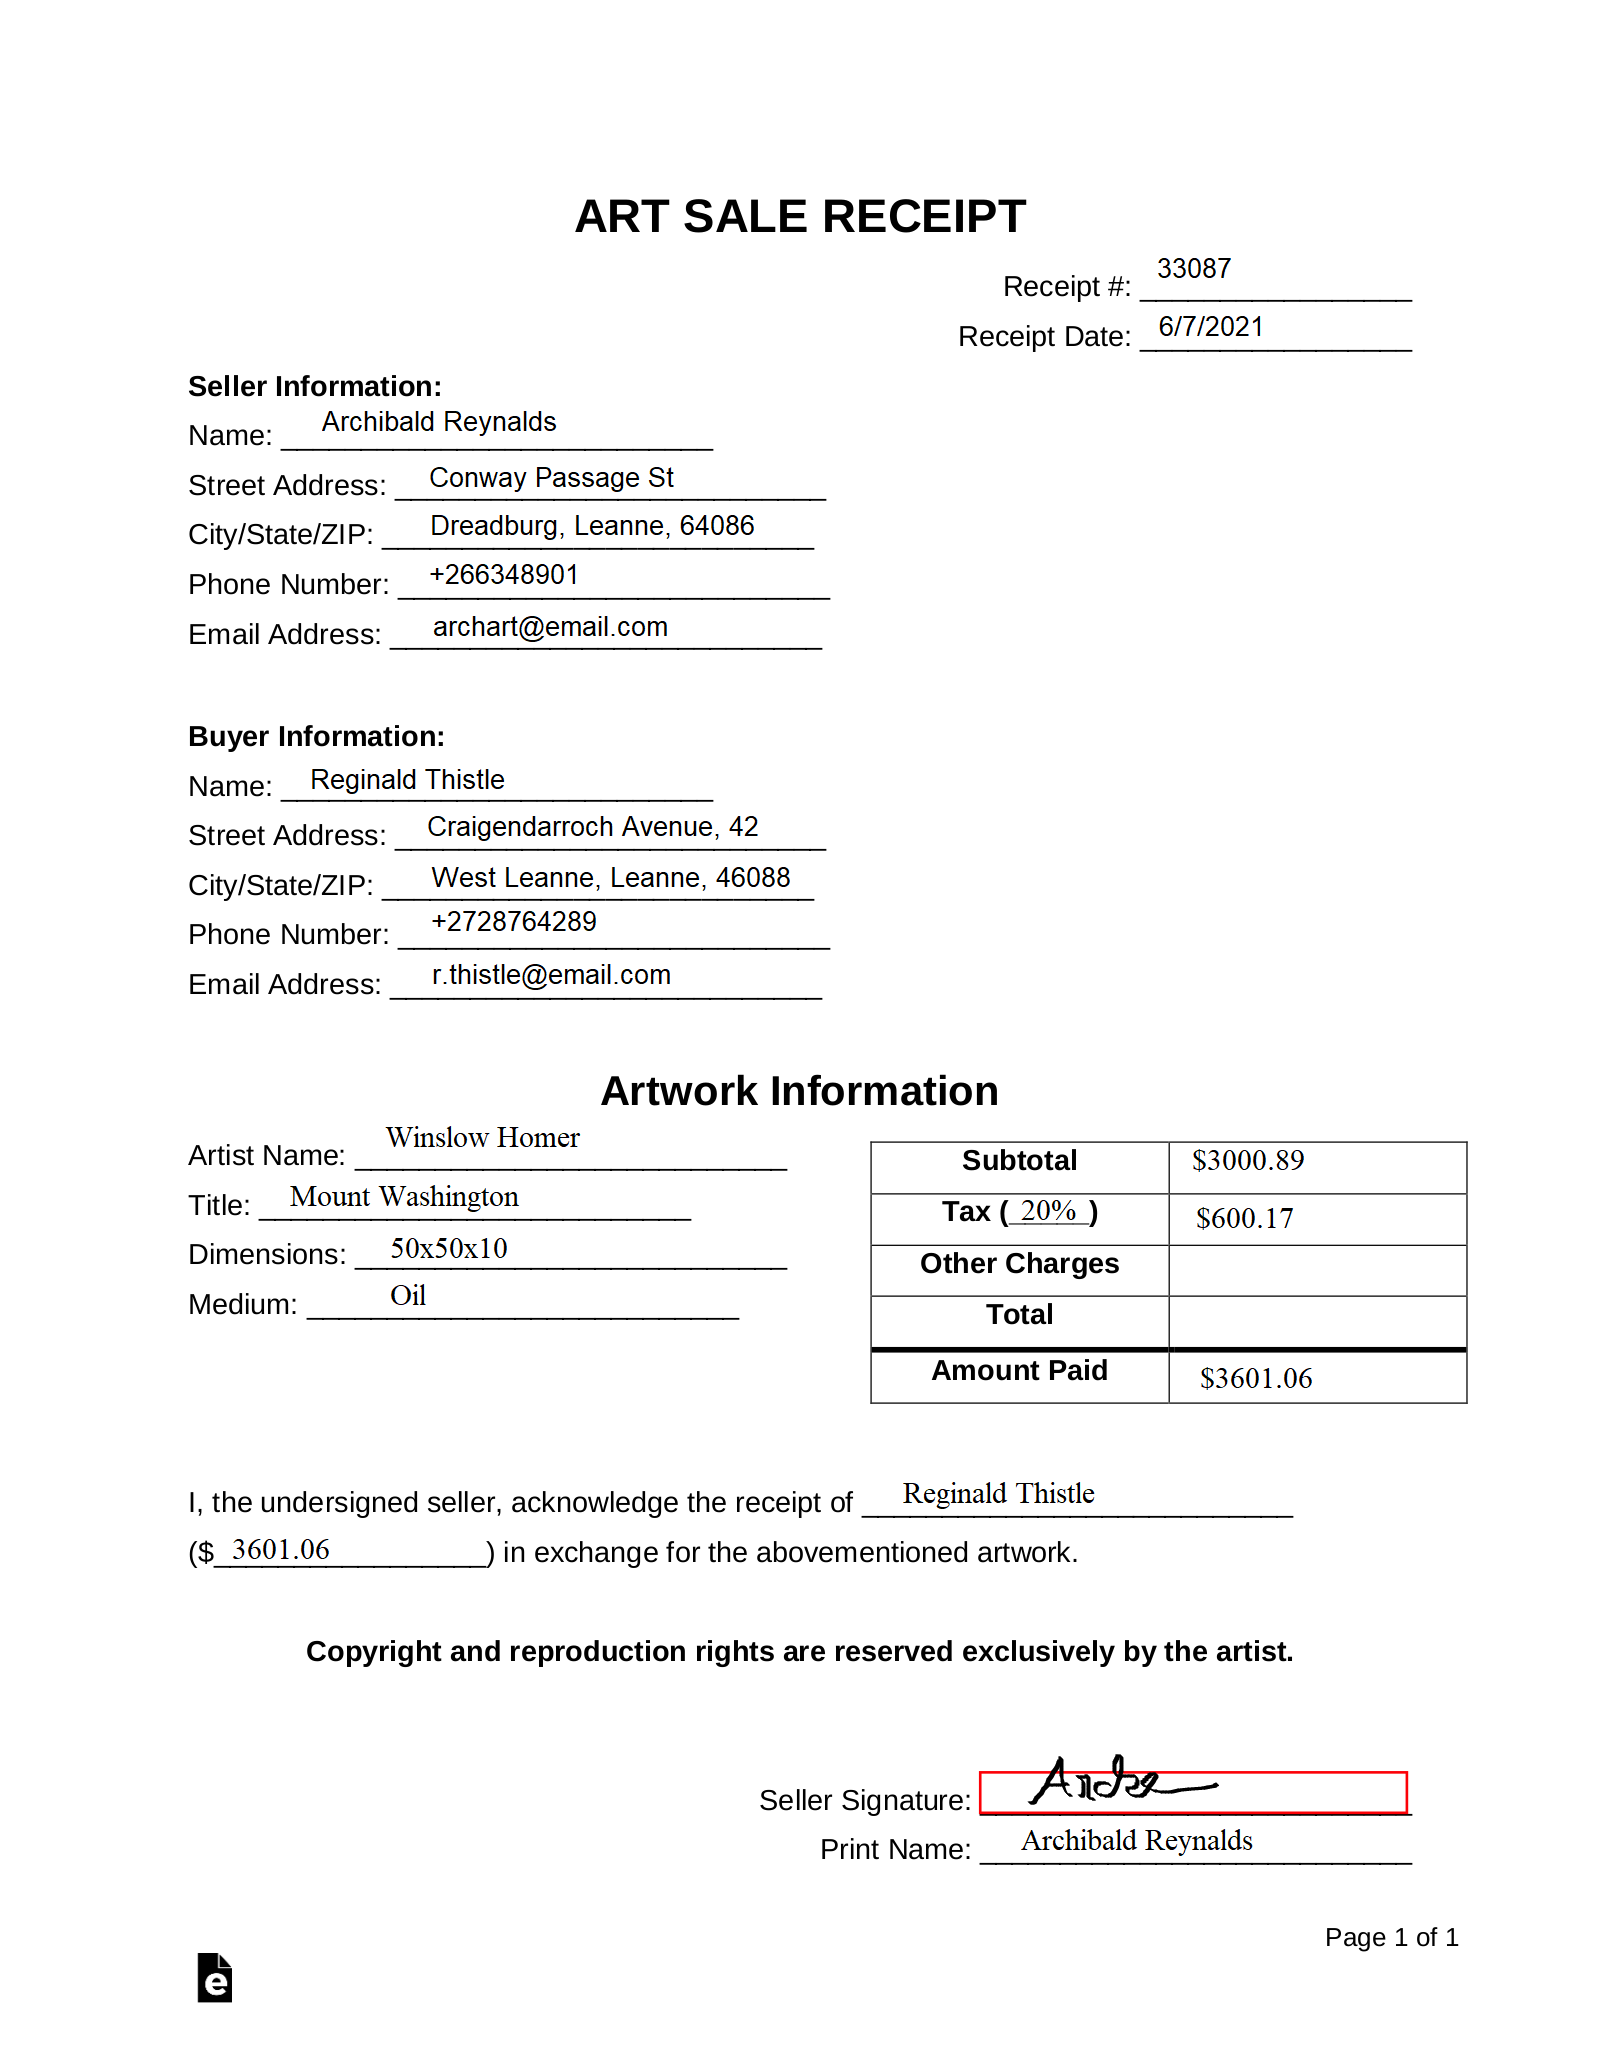 ART SALE RECEIPT
Receipt #: 33087
Receipt Date: 6/7/2021
Seller Information:
Name: Archibald Reynalds
Street Address: Conway Passage St
City/State/ZIP: Dreadburg, Leanne, 64086
Phone Number: +266348901
Email Address: archart@email.com
Buyer Information:
Name: Reginald Thistle
Street Address: Craigendarroch Avenue, 42
City/State/ZIP: West Leanne, Leanne, 46088
Phone Number: +2728764289
Email Address: r.thistle@email.com
Artwork Information
Artist Name: Winslow Homer
Title: Mount Washington
Dimensions: 50x50x10
Medium: Oil
Subtotal $3000.89
Tax (20%) $600.17
Other Charges
Total
Amount Paid $3601.06
I, the undersigned seller, acknowledge the receipt of Reginald Thistle
($3601.06) in exchange for the abovementioned artwork.
Copyright and reproduction rights are reserved exclusively by the artist.
Seller Signature:
Print Name: Archibald Reynalds
Page 1 of 1
e